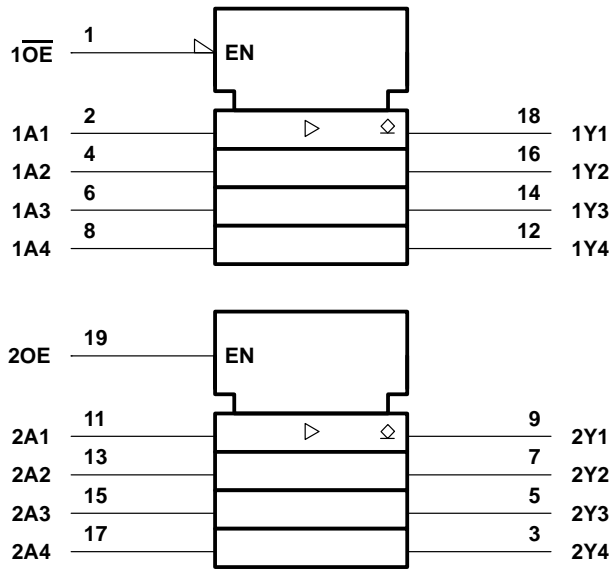 1
1O̅E̅ EN
1A1 2 18 1Y1
1A2 4 16 1Y2
1A3 6 14 1Y3
1A4 8 12 1Y4
19
2OE EN
2A1 11 9 2Y1
2A2 13 7 2Y2
2A3 15 5 2Y3
2A4 17 3 2Y4